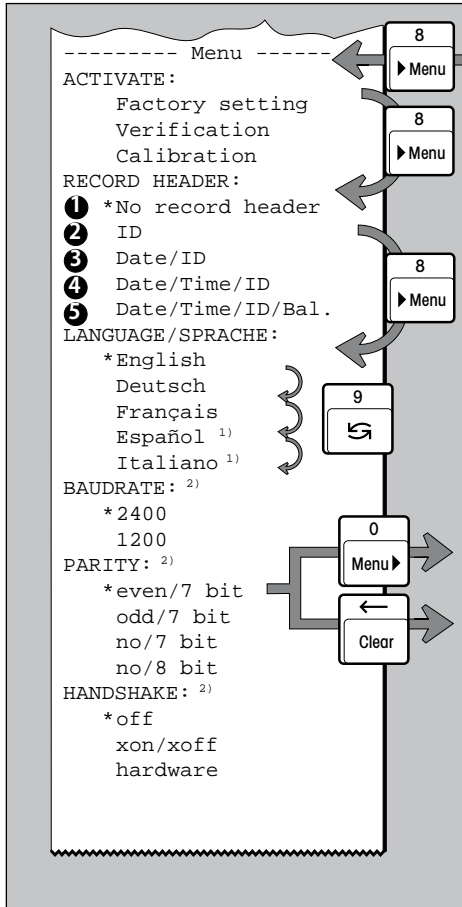 --------- Menu ------
8
▶Menu
ACTIVATE:
Factory setting
Verification
Calibration
8
▶Menu
RECORD HEADER:
1 *No record header
2 ID
3 Date/ID
4 Date/Time/ID
5 Date/Time/ID/Bal.
8
▶Menu
LANGUAGE/SPRACHE:
*English
Deutsch
Français
Español 1)
Italiano 1)
9
BAUDRATE: 2)
*2400
1200
0
Menu▶
PARITY: 2)
*even/7 bit
odd/7 bit
no/7 bit
no/8 bit
←
Clear
HANDSHAKE: 2)
*off
xon/xoff
hardware